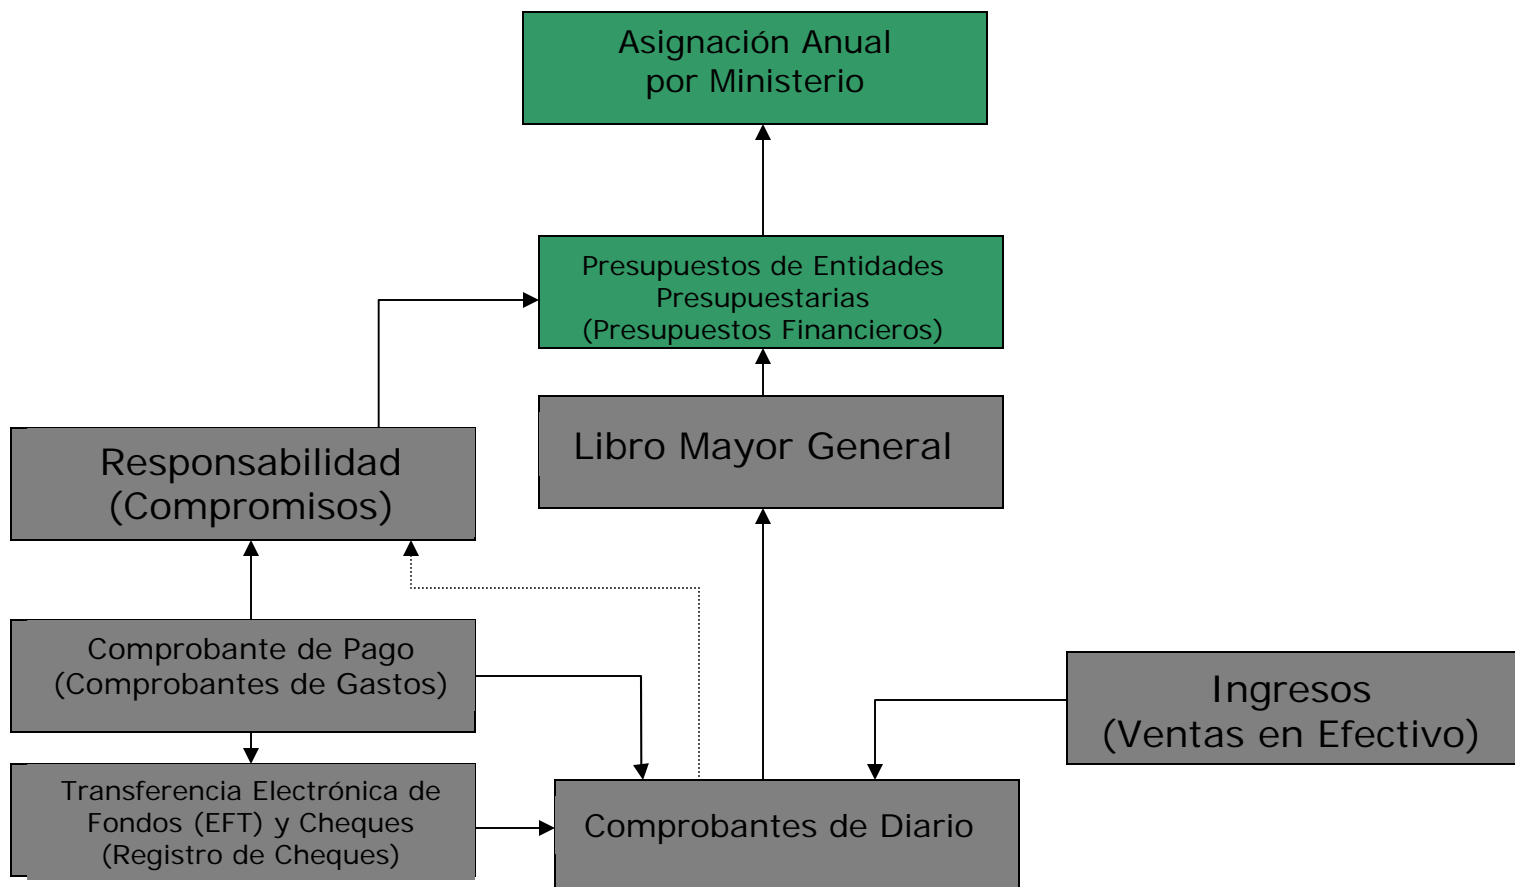 Asignación Anual
por Ministerio
Presupuestos de Entidades
Presupuestarias
(Presupuestos Financieros)
Libro Mayor General
Responsabilidad
(Compromisos)
Comprobante de Pago
(Comprobantes de Gastos)
Ingresos
(Ventas en Efectivo)
Transferencia Electrónica de
Fondos (EFT) y Cheques
(Registro de Cheques)
Comprobantes de Diario